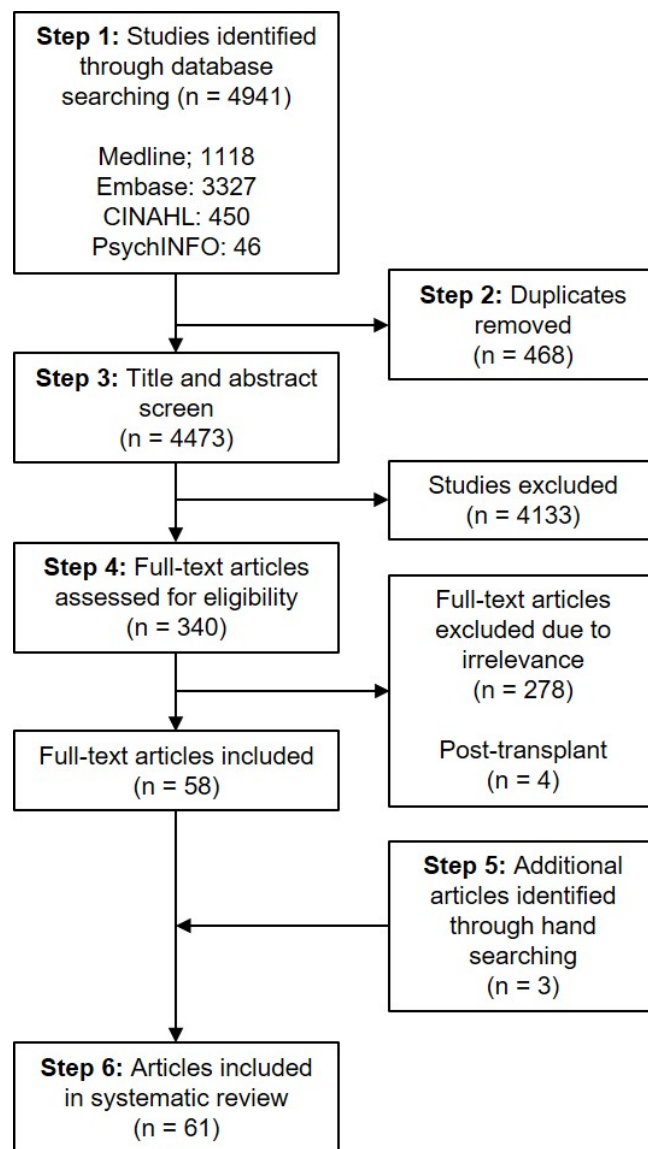 Step 1: Studies identified
through database
searching (n = 4941)
Medline; 1118
Embase: 3327
CINAHL: 450
PsychINFO: 46
Step 2: Duplicates
removed
(n = 468)
Step 3: Title and abstract
screen
(n = 4473)
Studies excluded
(n = 4133)
Step 4: Full-text articles
assessed for eligibility
(n = 340)
Full-text articles
excluded due to
irrelevance
(n = 278)
Post-transplant
(n = 4)
Full-text articles included
(n = 58)
Step 5: Additional
articles identified
through hand
searching
(n = 3)
Step 6: Articles included
in systematic review
(n = 61)